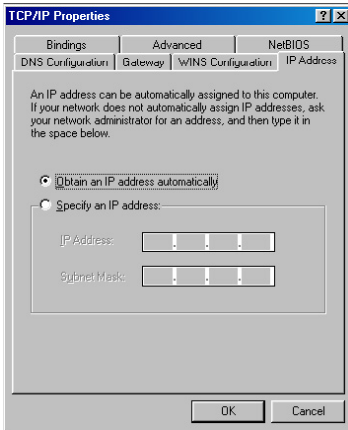 TCP/IP Properties
Bindings Advanced NetBIOS
DNS Configuration Gateway WINS Configuration IP Address
An IP address can be automatically assigned to this computer.
If your network does not automatically assign IP addresses, ask
your network administrator for an address, and then type it in
the space below.
Obtain an IP address automatically
Specify an IP address:
IP Address:
Subnet Mask:
OK Cancel